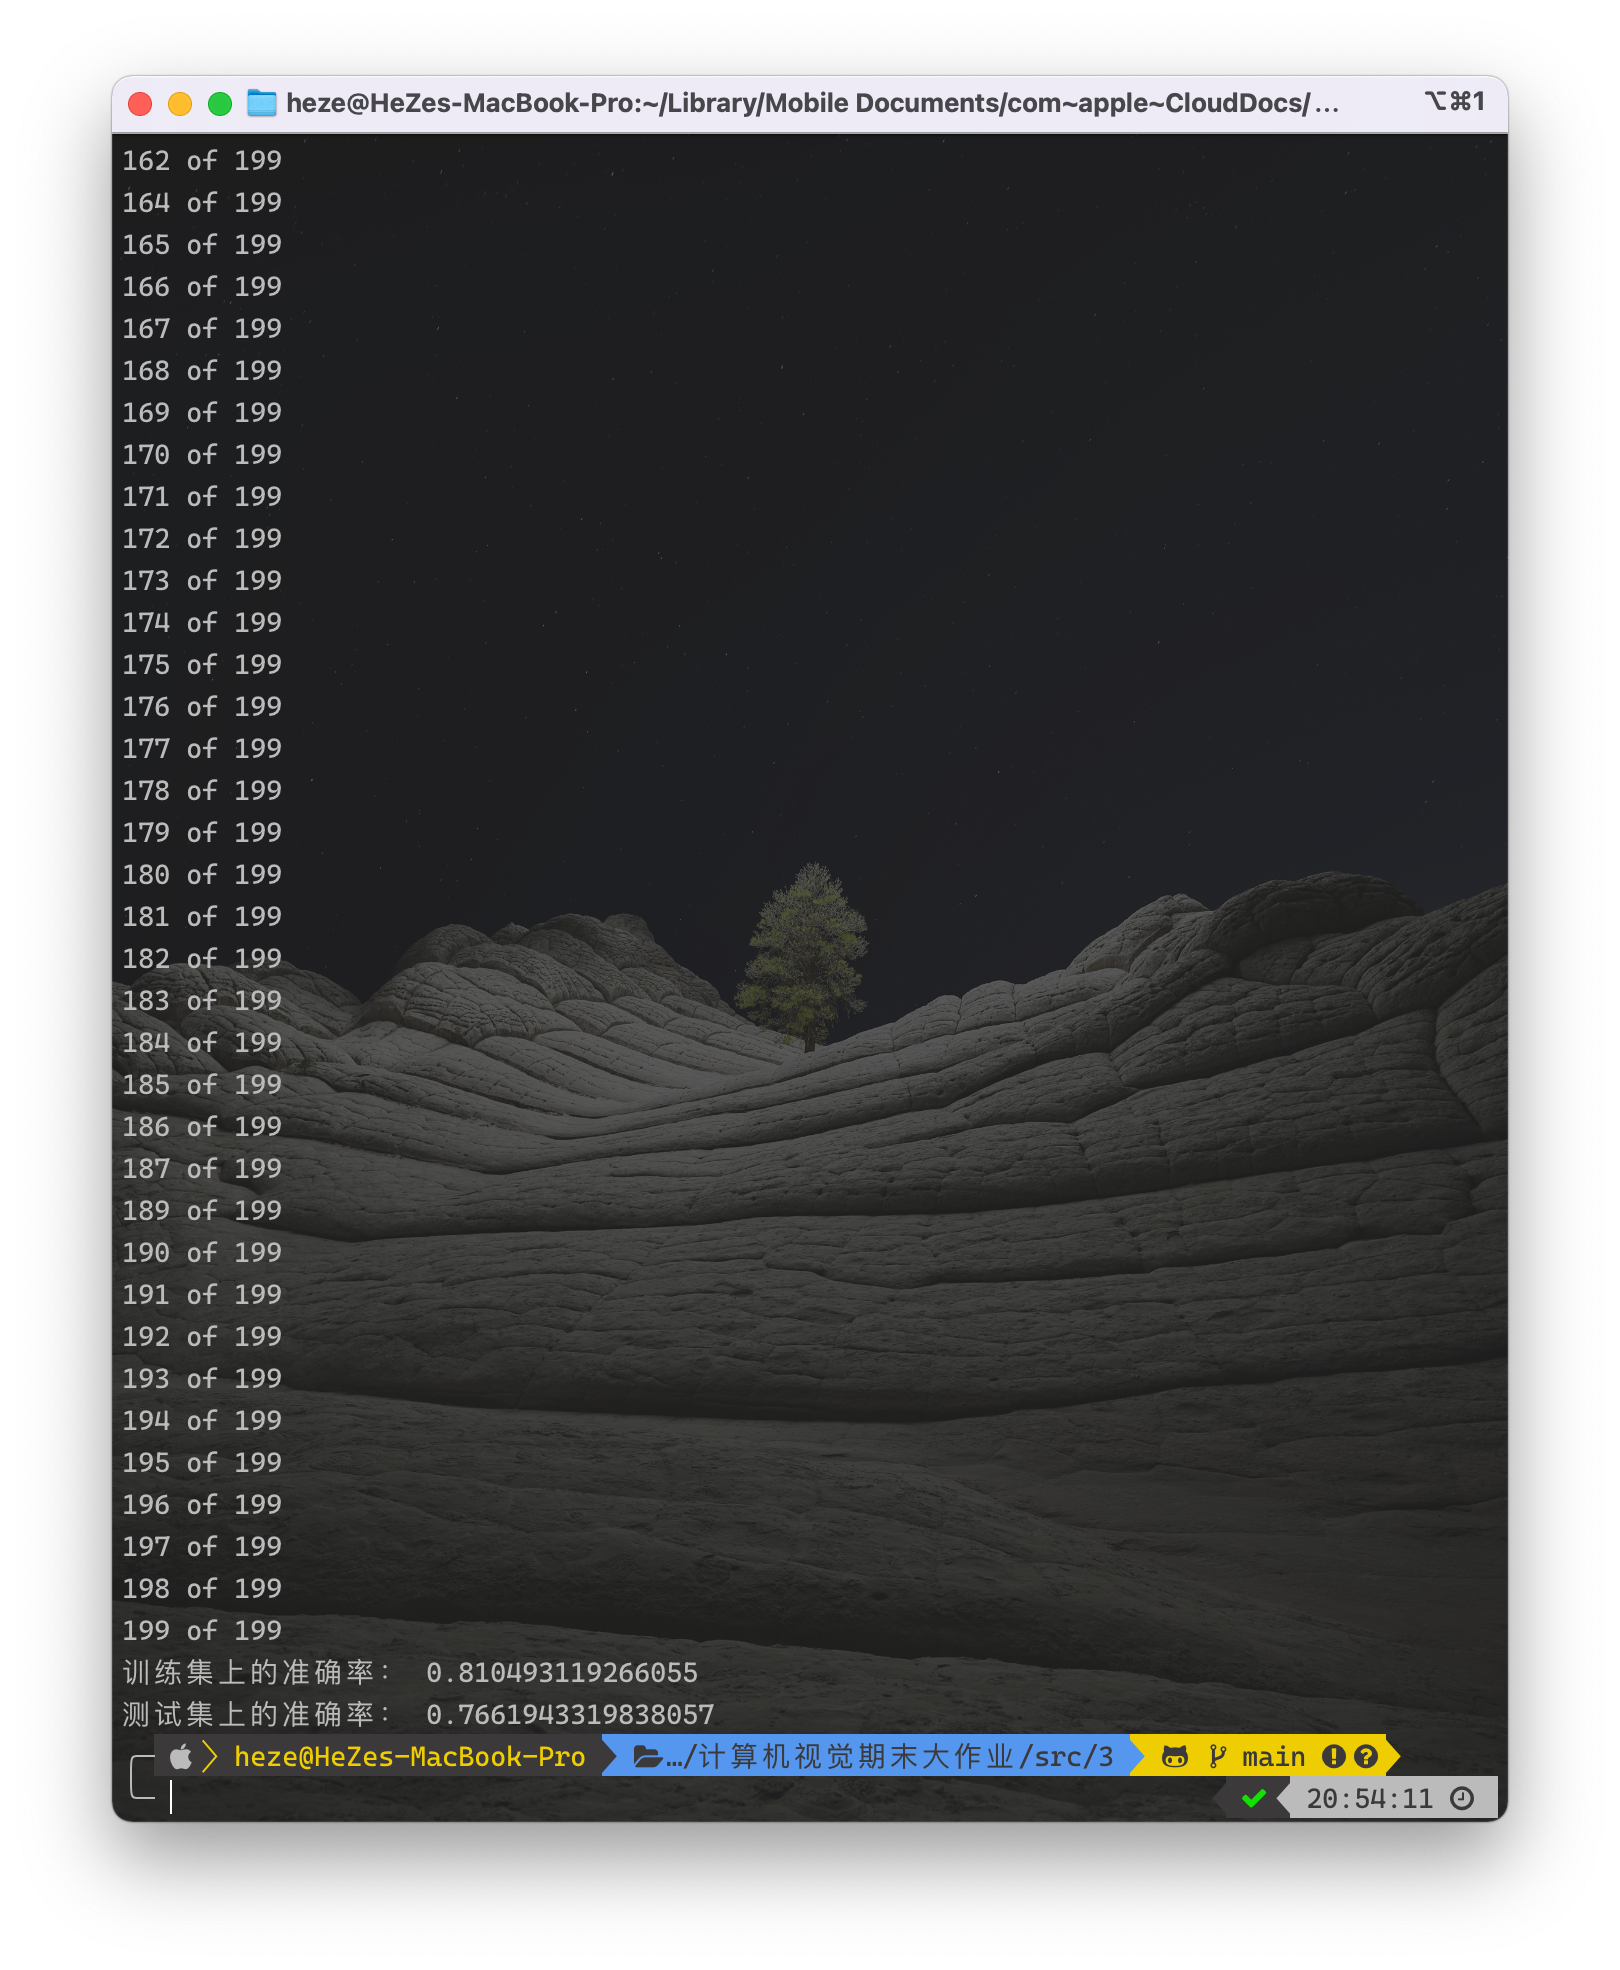 heze@HeZes-MacBook-Pro:~/Library/Mobile Documents/com~apple~CloudDocs/... ⌥⌘1
162 of 199
164 of 199
165 of 199
166 of 199
167 of 199
168 of 199
169 of 199
170 of 199
171 of 199
172 of 199
173 of 199
174 of 199
175 of 199
176 of 199
177 of 199
178 of 199
179 of 199
180 of 199
181 of 199
182 of 199
183 of 199
184 of 199
185 of 199
186 of 199
187 of 199
189 of 199
190 of 199
191 of 199
192 of 199
193 of 199
194 of 199
195 of 199
196 of 199
197 of 199
198 of 199
199 of 199
训练集上的准确率： 0.810493119266055
测试集上的准确率： 0.7661943319838057
heze@HeZes-MacBook-Pro …/计算机视觉期末大作业/src/3 main !?
20:54:11